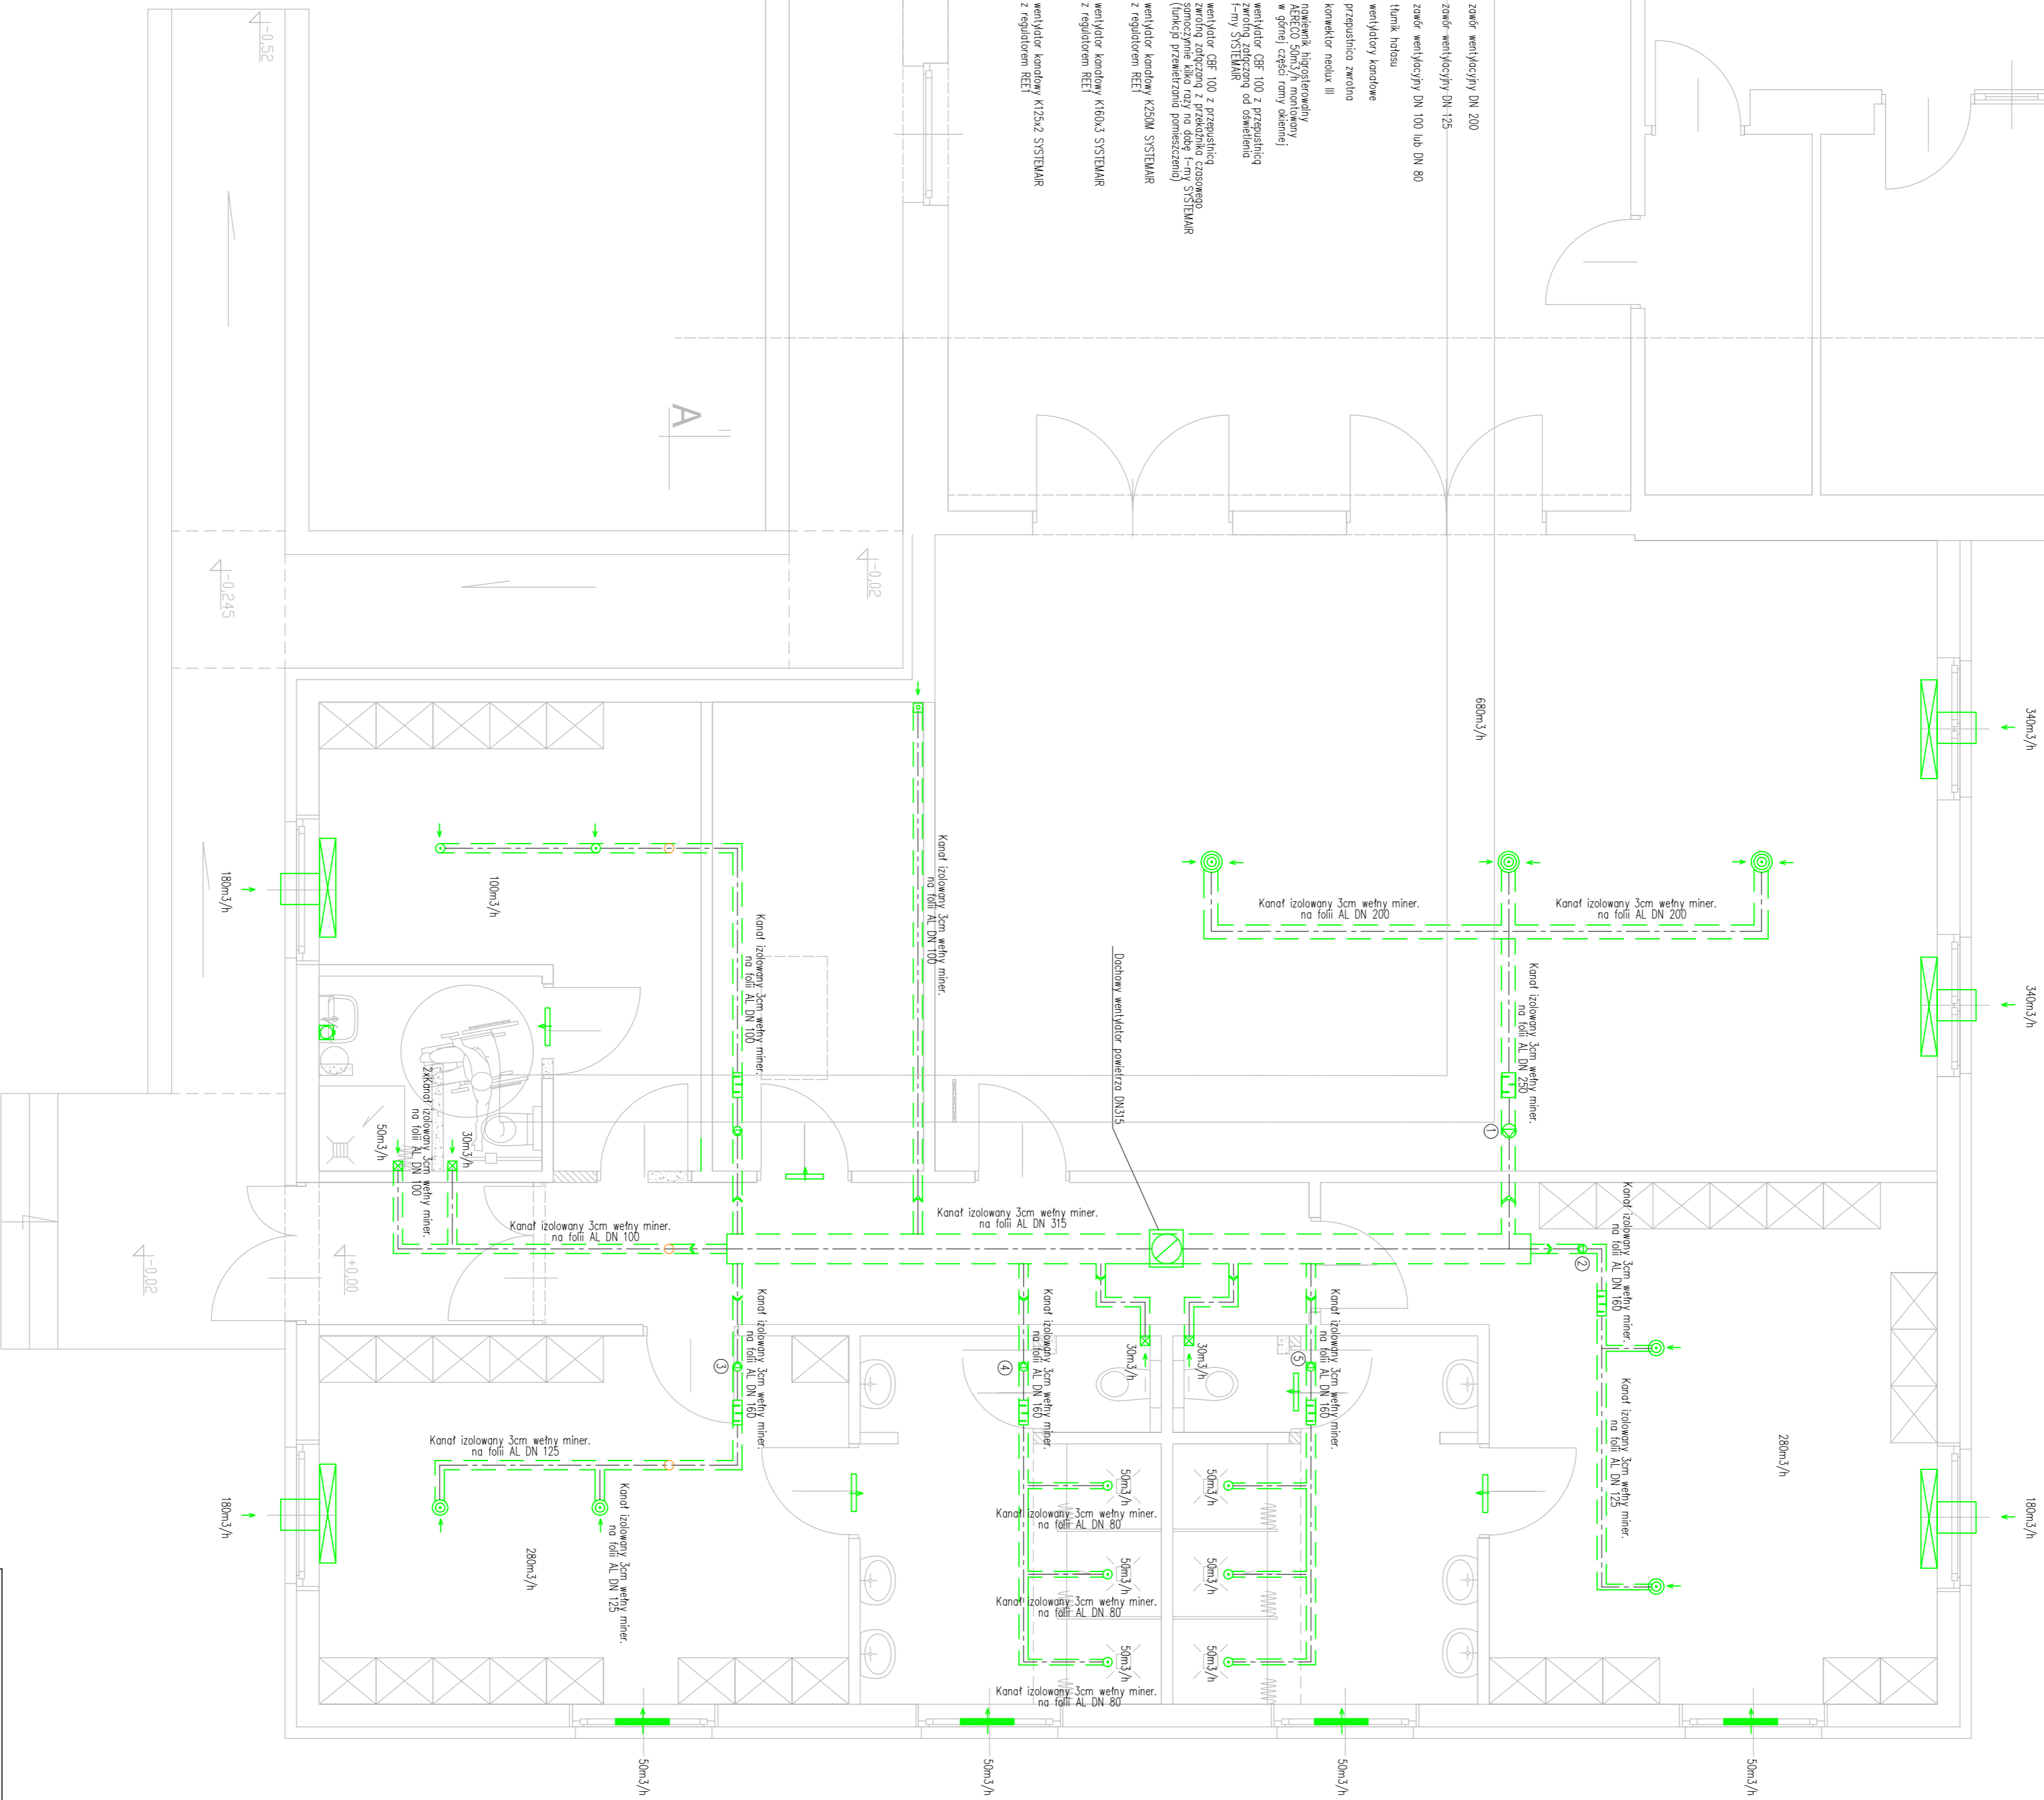 zawór wentylacyjny DN 200
zawór wentylacyjny DN 125
zawór wentylacyjny DN 100 lub DN 80
tłumik hałasu
wentylatory kanałowe
przepustnica zwrotna
konwektor neolux III
nawiewnik higrosterowalny
AERECO 50m3/h montowany
w górnej części ramy okiennej
wentylator CBF 100 z przepustnicą
zwrotną załączaną od oświetlenia
f-my SYSTEMAIR
wentylator CBF 100 z przepustnicą
zwrotną załączaną z przekaźnika czasowego
samoczynnie kilka razy na dobę f-my SYSTEMAIR
(funkcja przewietrzania pomieszczenia)
wentylator kanałowy K250M SYSTEMAIR
z regulatorem REE1
wentylator kanałowy K160x3 SYSTEMAIR
z regulatorem REE1
wentylator kanałowy K125x2 SYSTEMAIR
z regulatorem REE1
-0,52
A
-0,245
-0,02
680m3/h
340m3/h
340m3/h
180m3/h
180m3/h
100m3/h
Kanał izolowany 3cm wełny miner.
na folii AL DN 100
Kanał izolowany 3cm wełny miner.
na folii AL DN 100
Kanał izolowany 3cm wełny miner.
na folii AL DN 200
Kanał izolowany 3cm wełny miner.
na folii AL DN 200
Kanał izolowany 3cm wełny miner.
na folii AL DN 250
Dachowy wentylator powietrza DN315
1
2xKanał izolowany 3cm wełny miner.
na folii AL DN 100
50m3/h
30m3/h
Kanał izolowany 3cm wełny miner.
na folii AL DN 100
Kanał izolowany 3cm wełny miner.
na folii AL DN 315
Kanał izolowany 3cm wełny miner.
na folii AL DN 160
2
-0,02
+0,00
Kanał izolowany 3cm wełny miner.
na folii AL DN 160
3
Kanał izolowany 3cm wełny miner.
na folii AL DN 160
4
30m3/h
30m3/h
5
Kanał izolowany 3cm wełny miner.
na folii AL DN 160
Kanał izolowany 3cm wełny miner.
na folii AL DN 125
280m3/h
Kanał izolowany 3cm wełny miner.
na folii AL DN 125
Kanał izolowany 3cm wełny miner.
na folii AL DN 125
280m3/h
180m3/h
50m3/h
50m3/h
Kanał izolowany 3cm wełny miner.
na folii AL DN 80
50m3/h
50m3/h
Kanał izolowany 3cm wełny miner.
na folii AL DN 80
50m3/h
50m3/h
Kanał izolowany 3cm wełny miner.
na folii AL DN 80
50m3/h
50m3/h
50m3/h
50m3/h